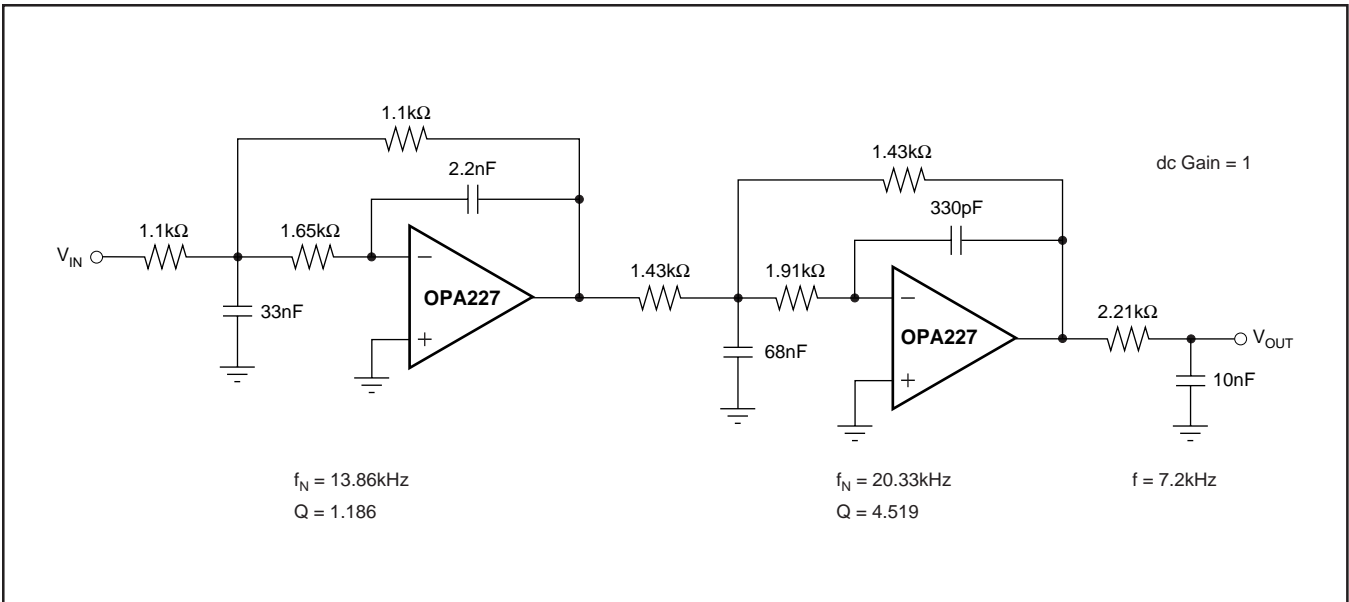 1.1kΩ
2.2nF
1.43kΩ
dc Gain = 1
330pF
1.1kΩ
1.65kΩ
V_IN
–
OPA227
+
33nF
1.43kΩ
1.91kΩ
–
OPA227
+
68nF
2.21kΩ
V_OUT
10nF
f_N = 13.86kHz
Q = 1.186
f_N = 20.33kHz
Q = 4.519
f = 7.2kHz